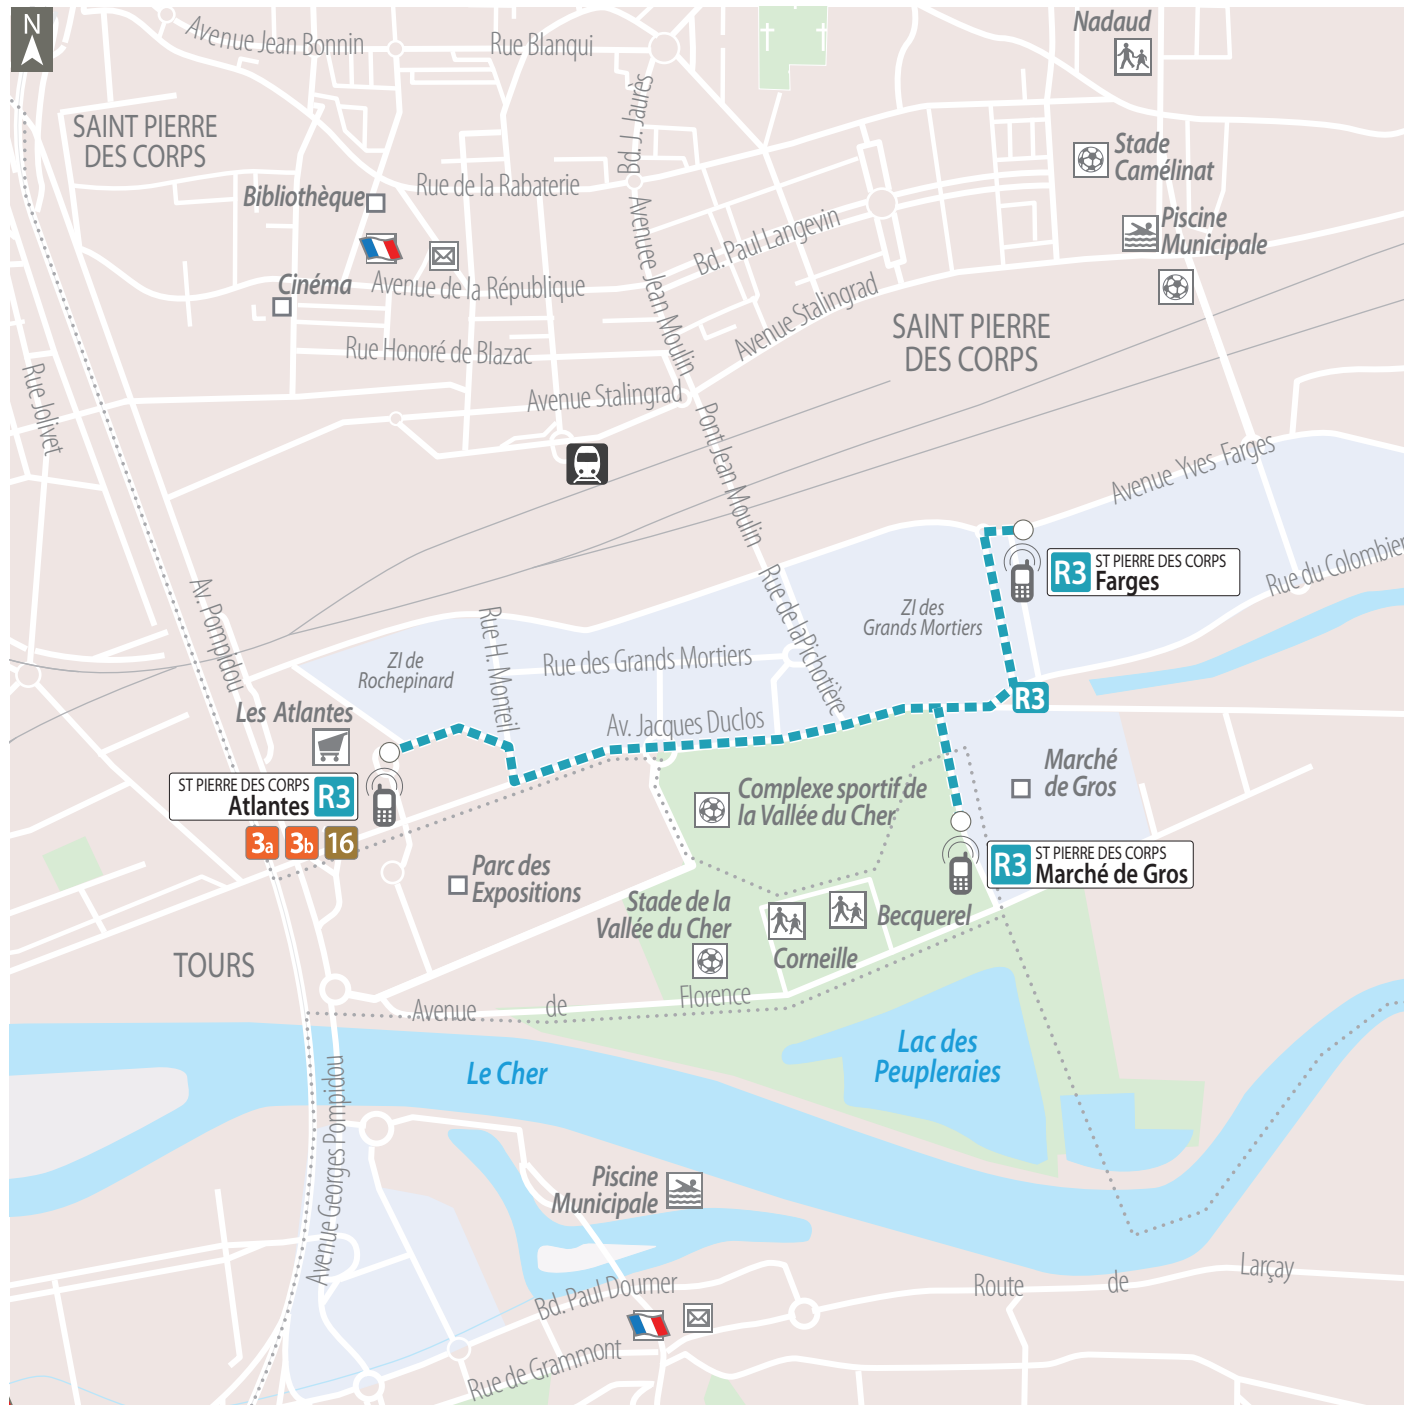 N
Nadaud
Avenue Jean Bonnin
Rue Blanqui
Bd. J. Jaurès
SAINT PIERRE
DES CORPS
Stade
Camélinat
Bibliothèque
Rue de la Rabaterie
Avenuee Jean Moulin
Bd. Paul Langevin
Piscine
Municipale
Cinéma
Avenue de la République
Avenue Stalingrad
SAINT PIERRE
DES CORPS
Rue Honoré de Blazac
Rue Jolivet
Avenue Stalingrad
Pont Jean Moulin
Avenue Yves Farges
R3
ST PIERRE DES CORPS
Farges
Rue du Colombier
Av. Pompidou
Rue H. Monteil
Rue de la Pichotière
ZI des
Grands Mortiers
ZI de
Rochepinard
Rue des Grands Mortiers
R3
Les Atlantes
Av. Jacques Duclos
Marché
de Gros
ST PIERRE DES CORPS
Atlantes
R3
3a
3b
16
Complexe sportif de
la Vallée du Cher
R3
ST PIERRE DES CORPS
Marché de Gros
Parc des
Expositions
Stade de la
Vallée du Cher
Becquerel
Corneille
TOURS
Avenue de Florence
Le Cher
Lac des
Peupleraies
Avenue Georges Pompidou
Piscine
Municipale
Bd. Paul Doumer
Route de Larçay
Rue de Grammont